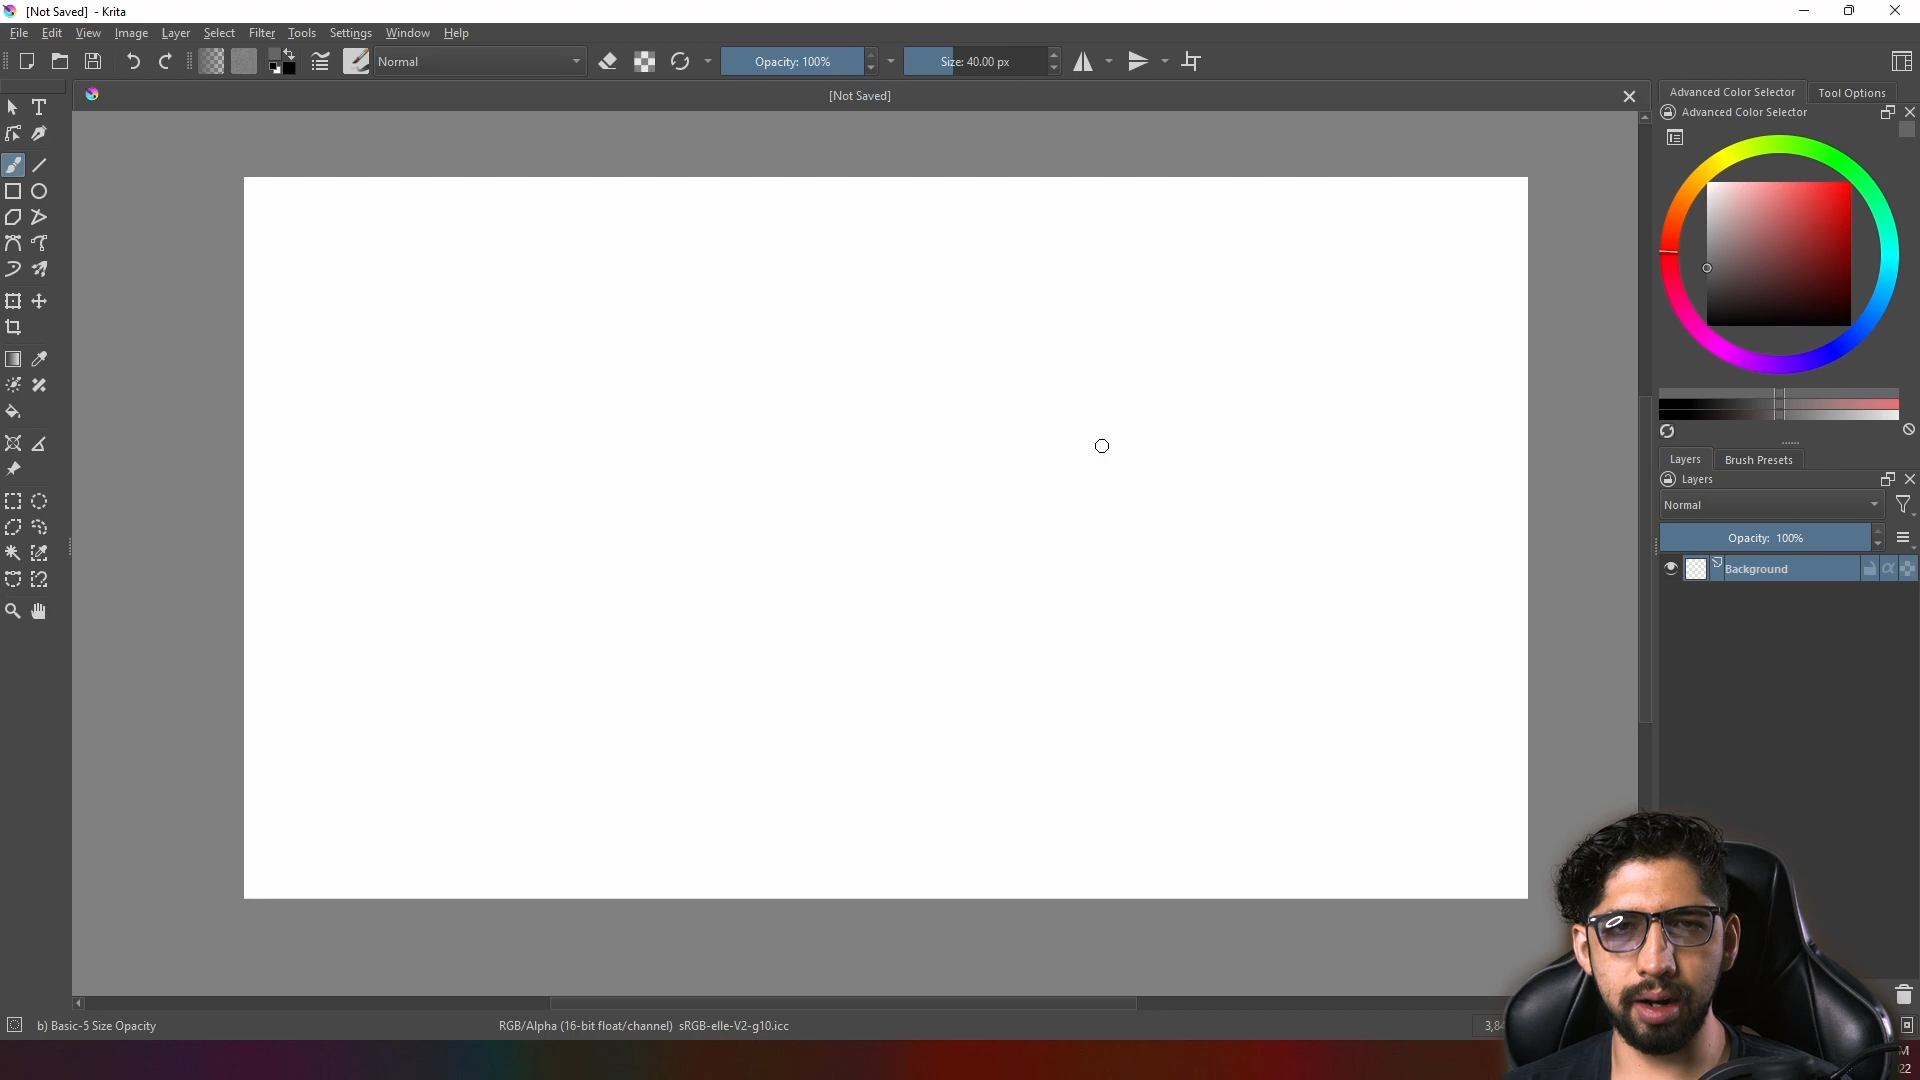 [Not Saved] - Krita
File Edit View Image Layer Select Filter Tools Settings Window Help
Normal Opacity: 100% Size: 40.00 px
[Not Saved]
Advanced Color Selector Tool Options
Advanced Color Selector
Layers Brush Presets
Layers
Normal
Opacity: 100%
Background
b) Basic-5 Size Opacity RGB/Alpha (16-bit float/channel) sRGB-elle-V2-g10.icc